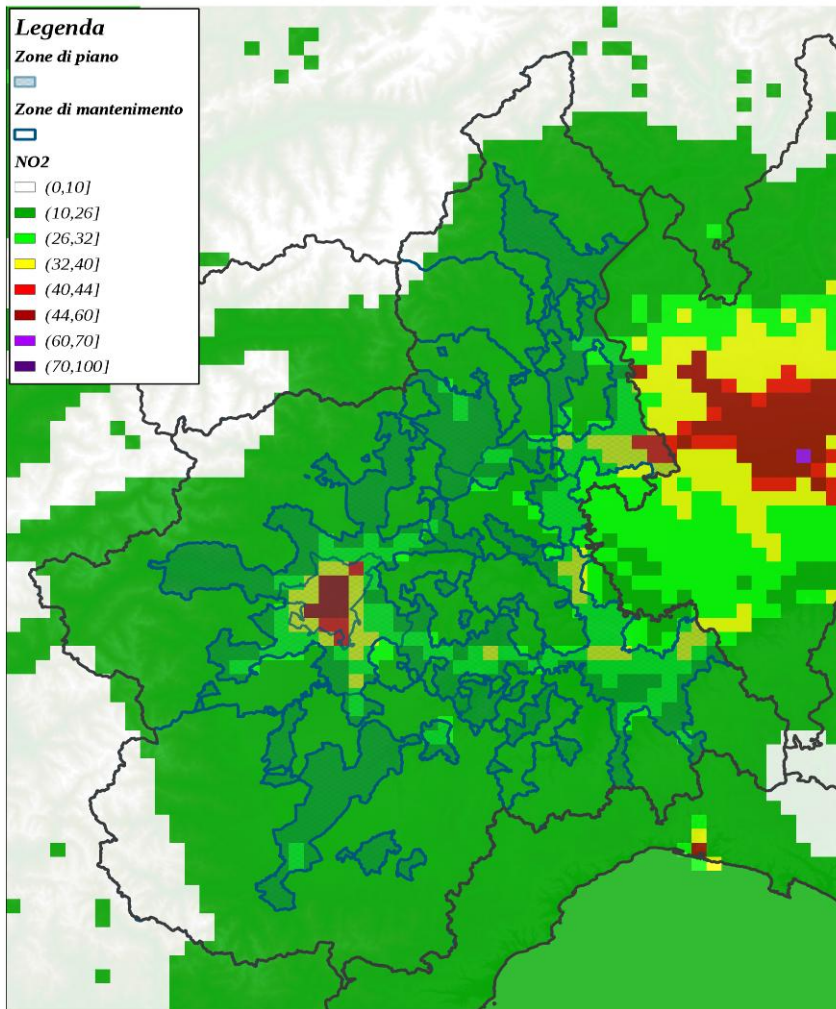 Legenda
Zone di piano
Zone di mantenimento
NO2
(0,10]
(10,26]
(26,32]
(32,40]
(40,44]
(44,60]
(60,70]
(70,100]